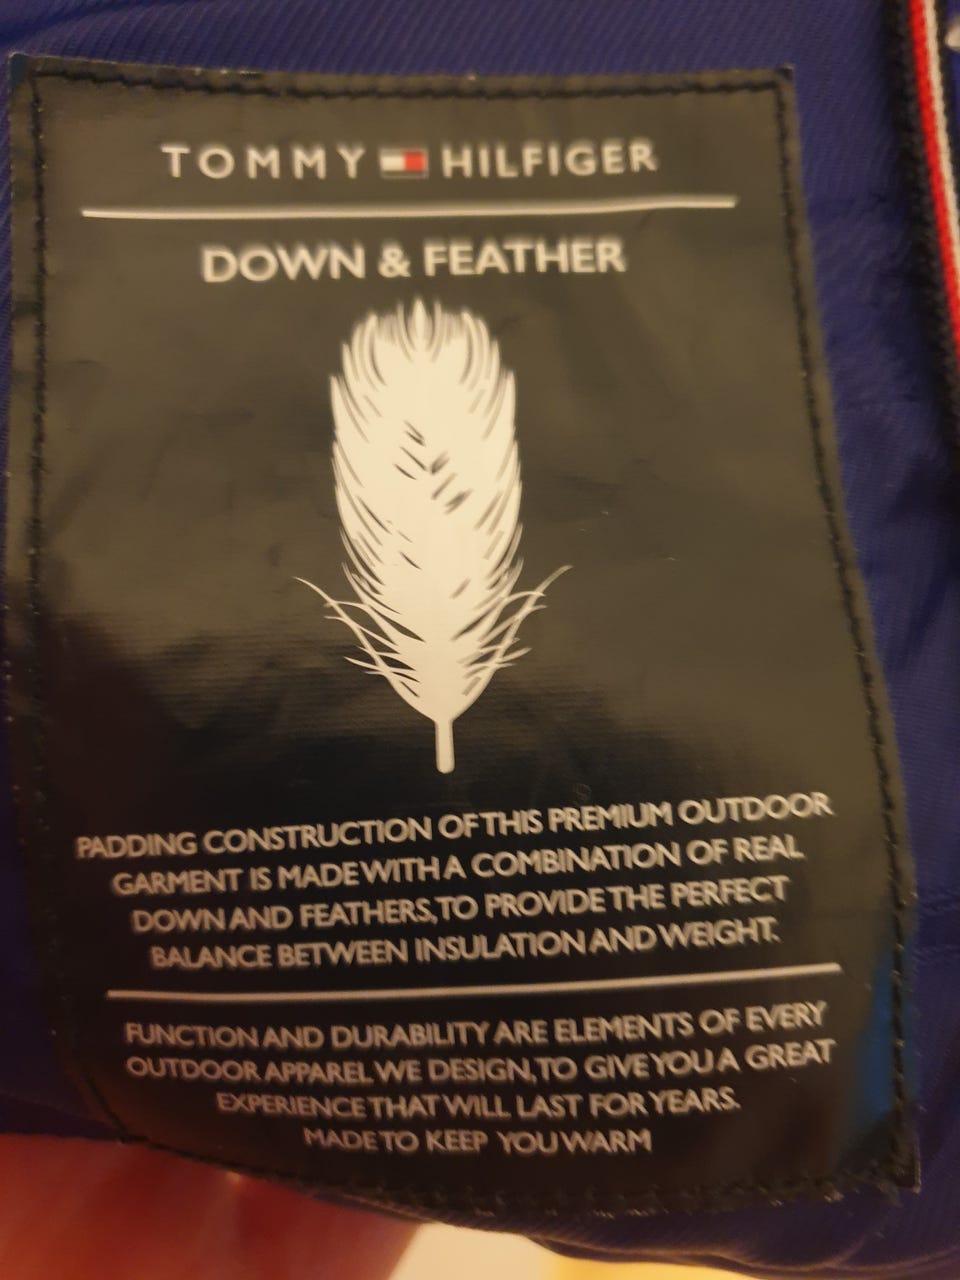 TOMMY HILFIGER
DOWN & FEATHER
PADDING CONSTRUCTION OF THIS PREMIUM OUTDOOR
GARMENT IS MADE WITH A COMBINATION OF REAL
DOWN AND FEATHERS, TO PROVIDE THE PERFECT
BALANCE BETWEEN INSULATION AND WEIGHT.
FUNCTION AND DURABILITY ARE ELEMENTS OF EVERY
OUTDOOR APPAREL WE DESIGN, TO GIVE YOU A GREAT
EXPERIENCE THAT WILL LAST FOR YEARS.
MADE TO KEEP YOU WARM